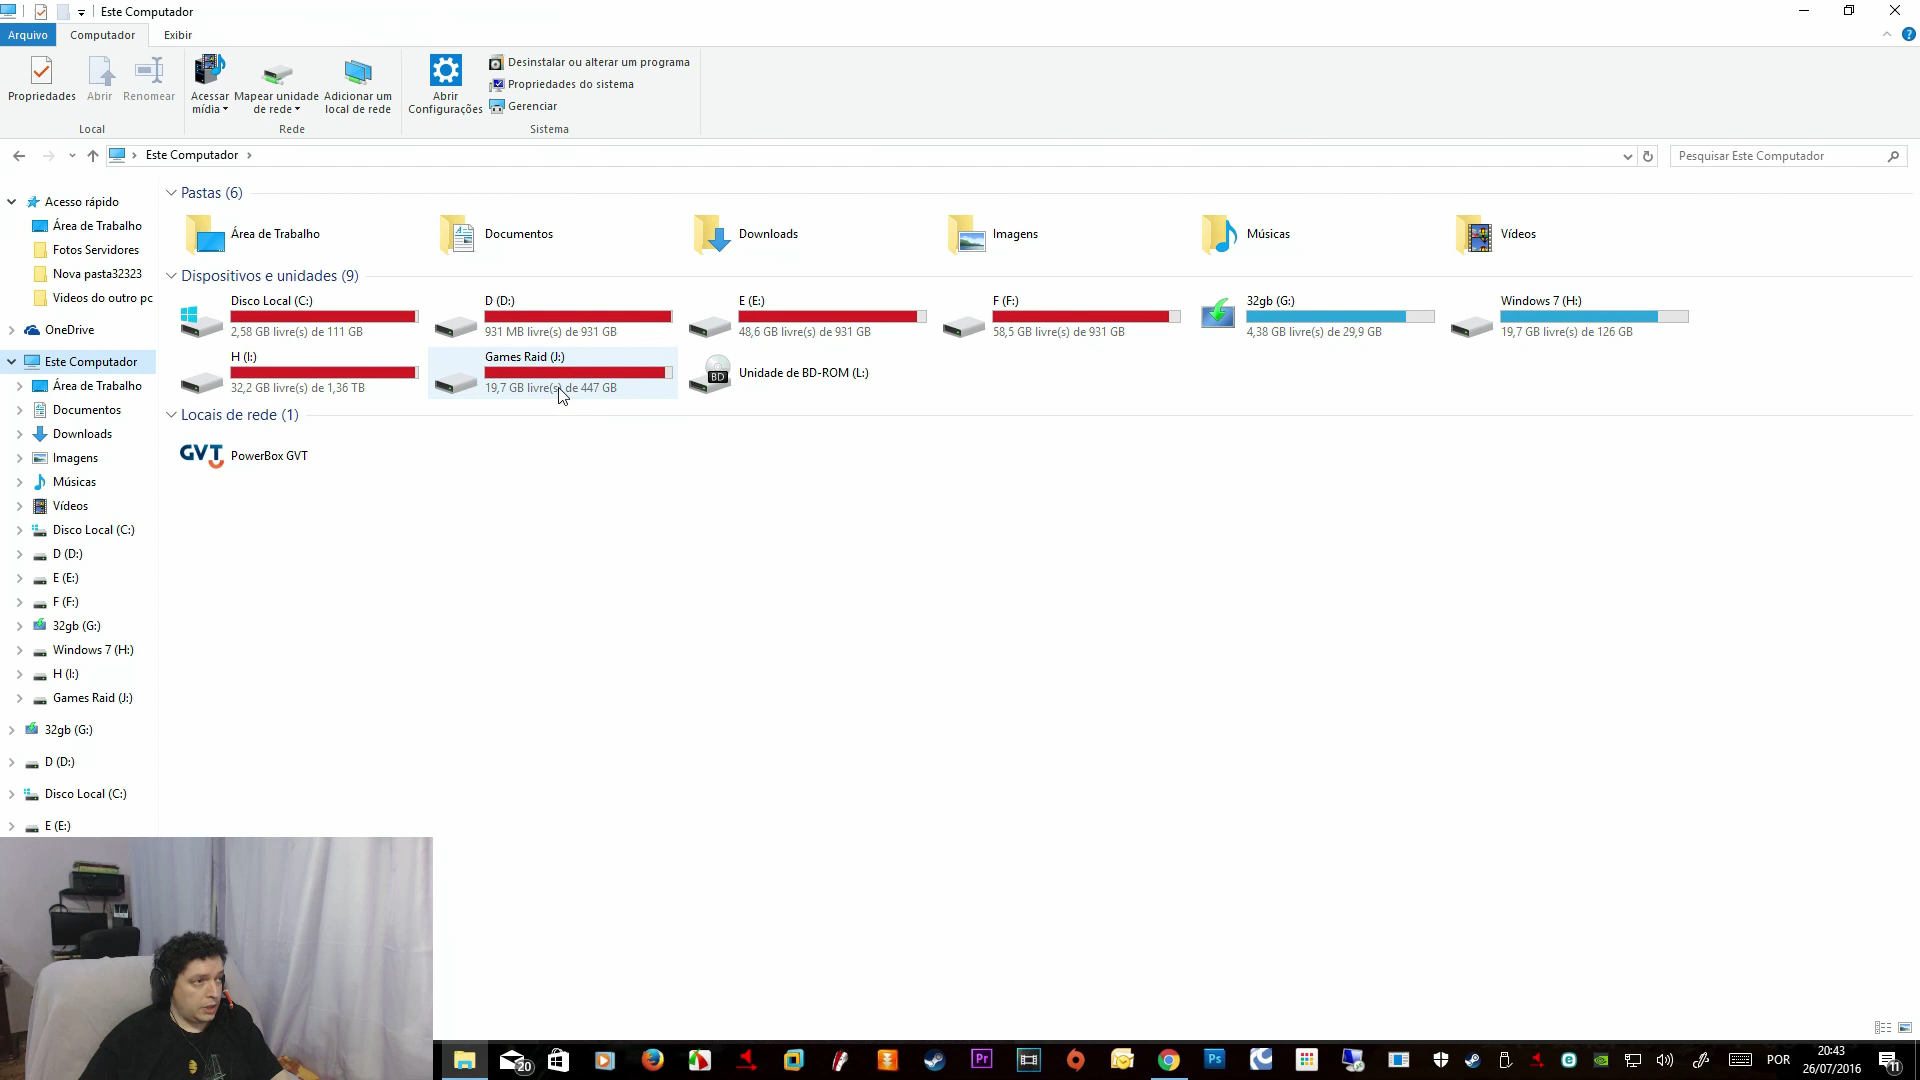 Este Computador
Arquivo
Computador
Exibir
Propriedades
Abrir
Renomear
Acessar
mídia
Mapear unidade
de rede
Adicionar um
local de rede
Abrir
Configurações
Desinstalar ou alterar um programa
Propriedades do sistema
Gerenciar
Local
Rede
Sistema
Este Computador
Pesquisar Este Computador
Acesso rápido
Área de Trabalho
Fotos Servidores
Nova pasta32323
Videos do outro pc
OneDrive
Este Computador
Área de Trabalho
Documentos
Downloads
Imagens
Músicas
Vídeos
Disco Local (C:)
D (D:)
E (E:)
F (F:)
32gb (G:)
Windows 7 (H:)
H (I:)
Games Raid (J:)
32gb (G:)
D (D:)
Disco Local (C:)
E (E:)
Pastas (6)
Área de Trabalho
Documentos
Downloads
Imagens
Músicas
Vídeos
Dispositivos e unidades (9)
Disco Local (C:)
2,58 GB livre(s) de 111 GB
D (D:)
931 MB livre(s) de 931 GB
E (E:)
48,6 GB livre(s) de 931 GB
F (F:)
58,5 GB livre(s) de 931 GB
32gb (G:)
4,38 GB livre(s) de 29,9 GB
Windows 7 (H:)
19,7 GB livre(s) de 126 GB
H (I:)
32,2 GB livre(s) de 1,36 TB
Games Raid (J:)
19,7 GB livre(s) de 447 GB
BD
Unidade de BD-ROM (L:)
Locais de rede (1)
GVT
PowerBox GVT
20
Pr
Ps
POR
20:43
26/07/2016
11